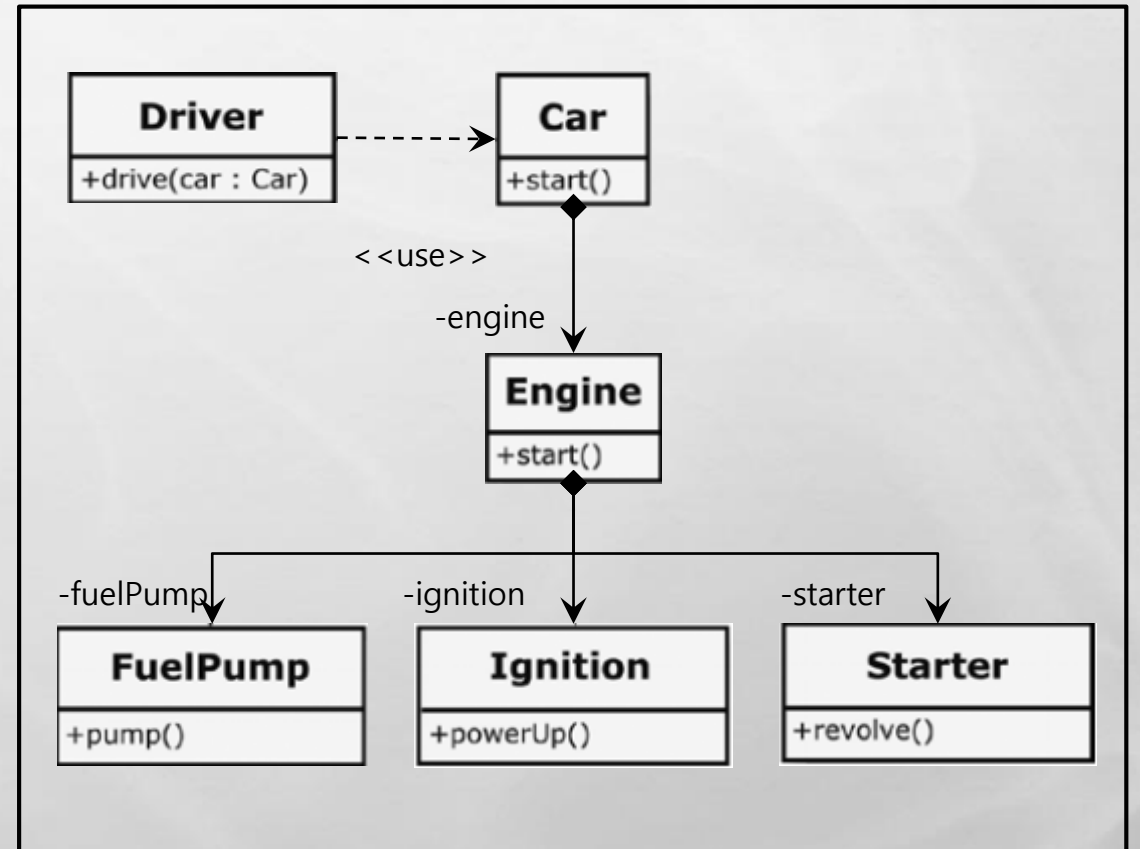 Driver
+drive(car : Car)
Car
+start()
<<use>>
-engine
Engine
+start()
-fuelPump
-ignition
-starter
FuelPump
+pump()
Ignition
+powerUp()
Starter
+revolve()